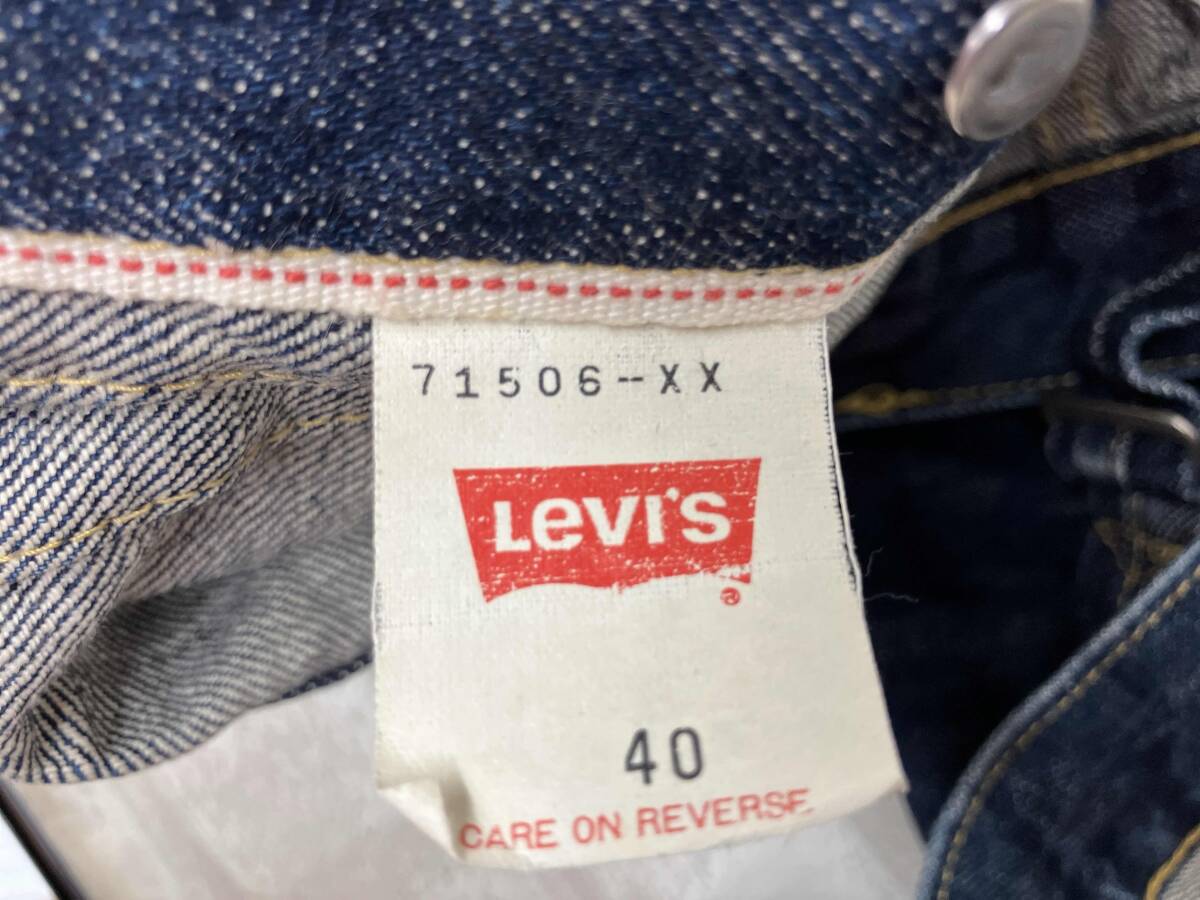 71506-XX
Levi's
®
40
CARE ON REVERSE